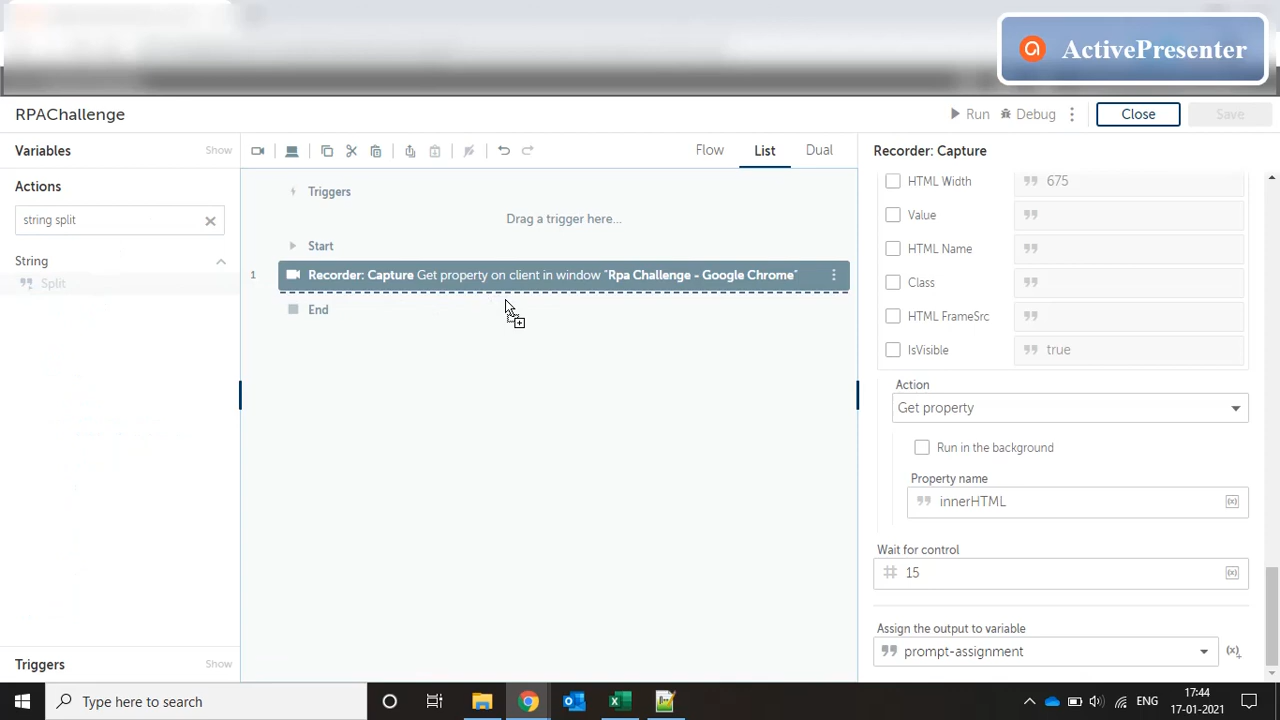 ActivePresenter
RPAChallenge
Run
Debug
Close
Save
Variables
Show
Flow
List
Dual
Recorder: Capture
Actions
string split
String
Split
Triggers
Drag a trigger here...
Start
1
Recorder: Capture Get property on client in window "Rpa Challenge - Google Chrome"
End
HTML Width
675
Value
HTML Name
Class
HTML FrameSrc
IsVisible
true
Action
Get property
Run in the background
Property name
innerHTML
Wait for control
15
Assign the output to variable
prompt-assignment
Triggers
Show
Type here to search
ENG
17:44
17-01-2021